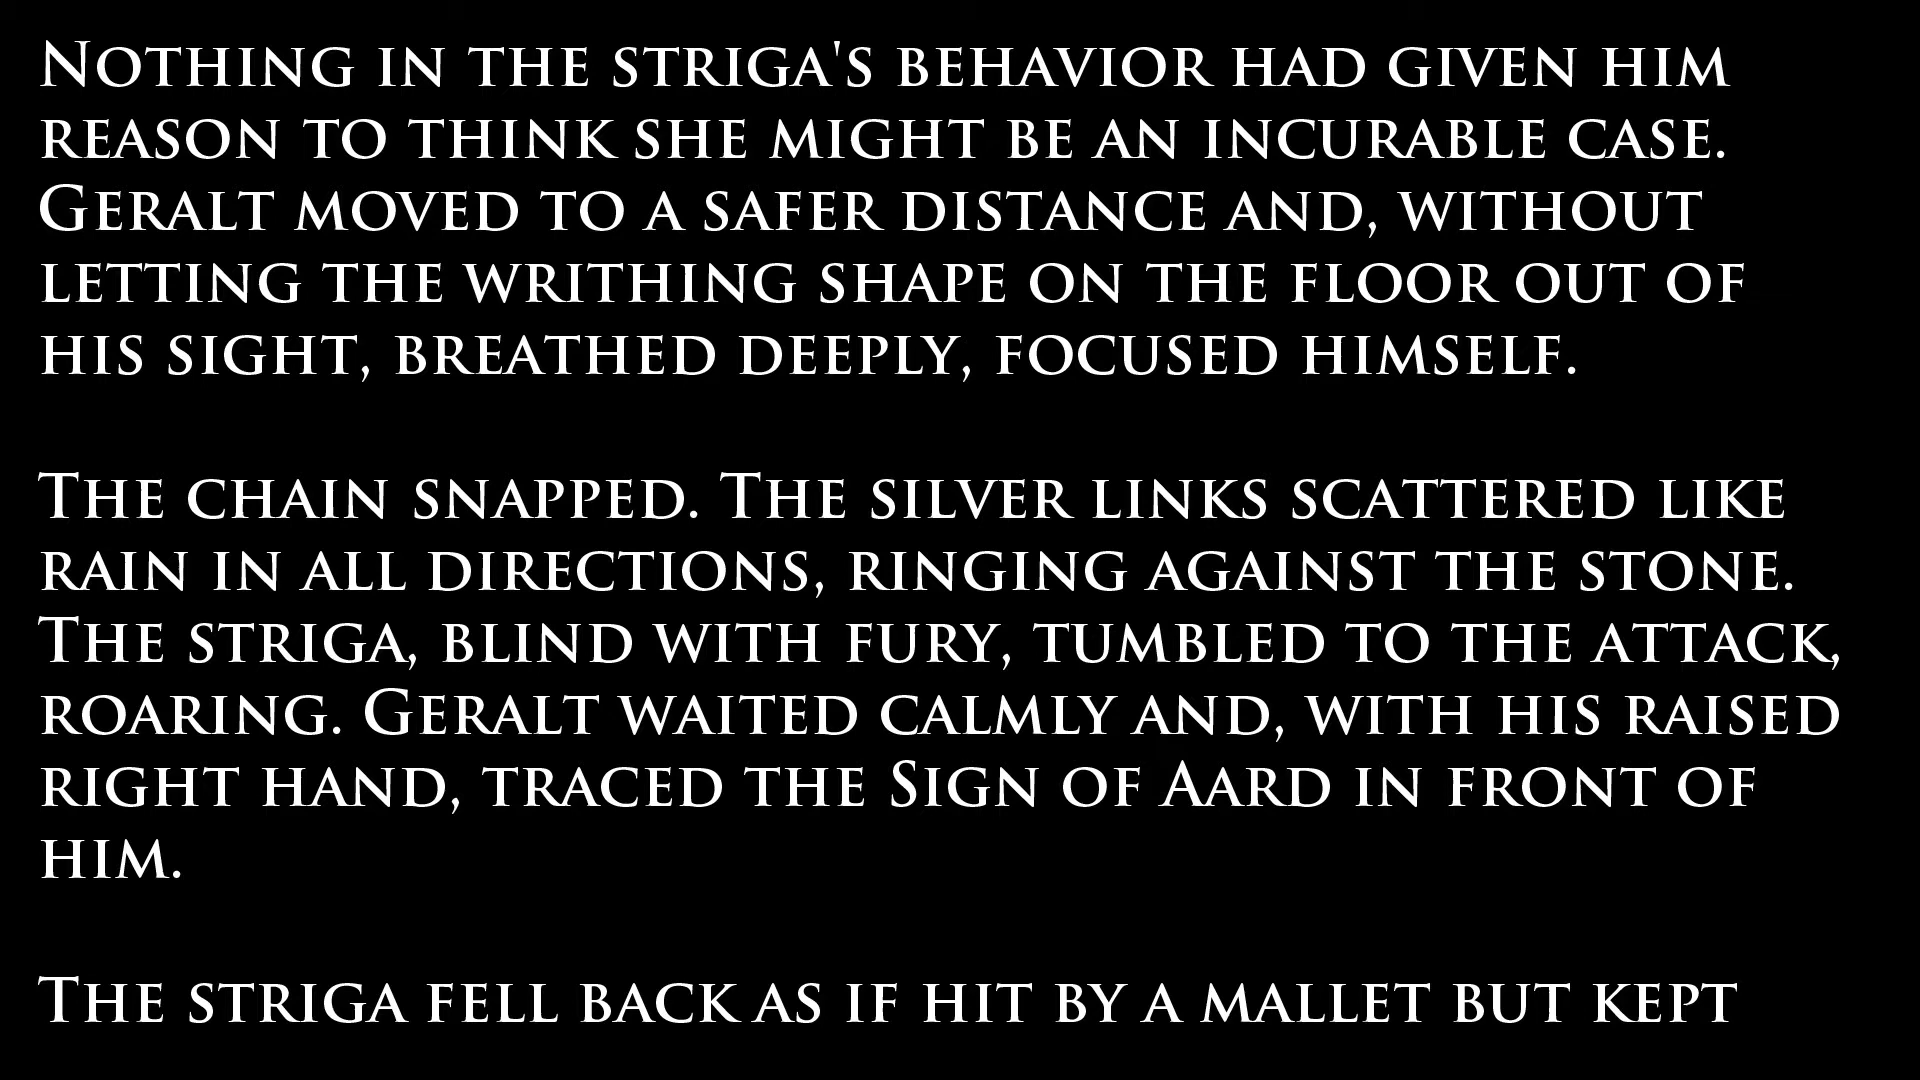 Nothing in the striga's behavior had given him
reason to think she might be an incurable case.
Geralt moved to a safer distance and, without
letting the writhing shape on the floor out of
his sight, breathed deeply, focused himself.
The chain snapped. The silver links scattered like
rain in all directions, ringing against the stone.
The striga, blind with fury, tumbled to the attack,
roaring. Geralt waited calmly and, with his raised
right hand, traced the Sign of Aard in front of
him.
The striga fell back as if hit by a mallet but kept